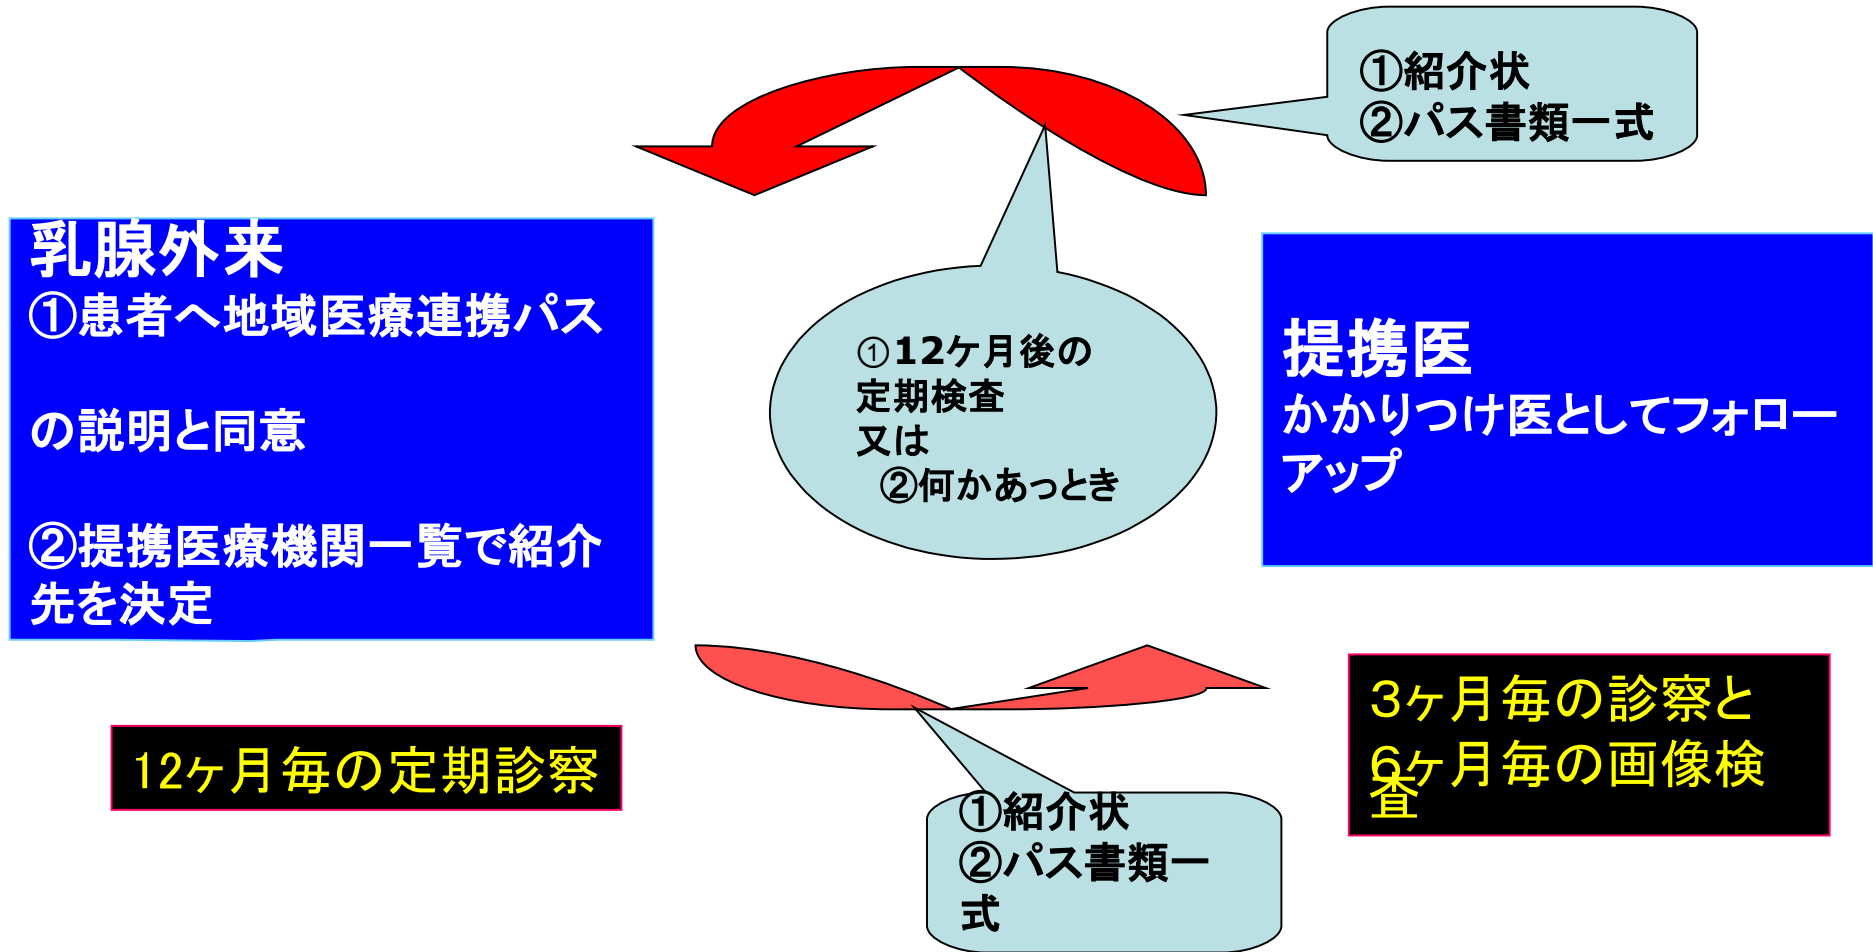 ①紹介状
②パス書類一式
乳腺外来
①患者へ地域医療連携パス
の説明と同意
②提携医療機関一覧で紹介
先を決定
①12ケ月後の
定期検査
又は
②何かあっとき
提携医
かかりつけ医としてフォロー
アップ
12ヶ月毎の定期診察
①紹介状
②パス書類一
式
３ヶ月毎の診察と
６ヶ月毎の画像検
査